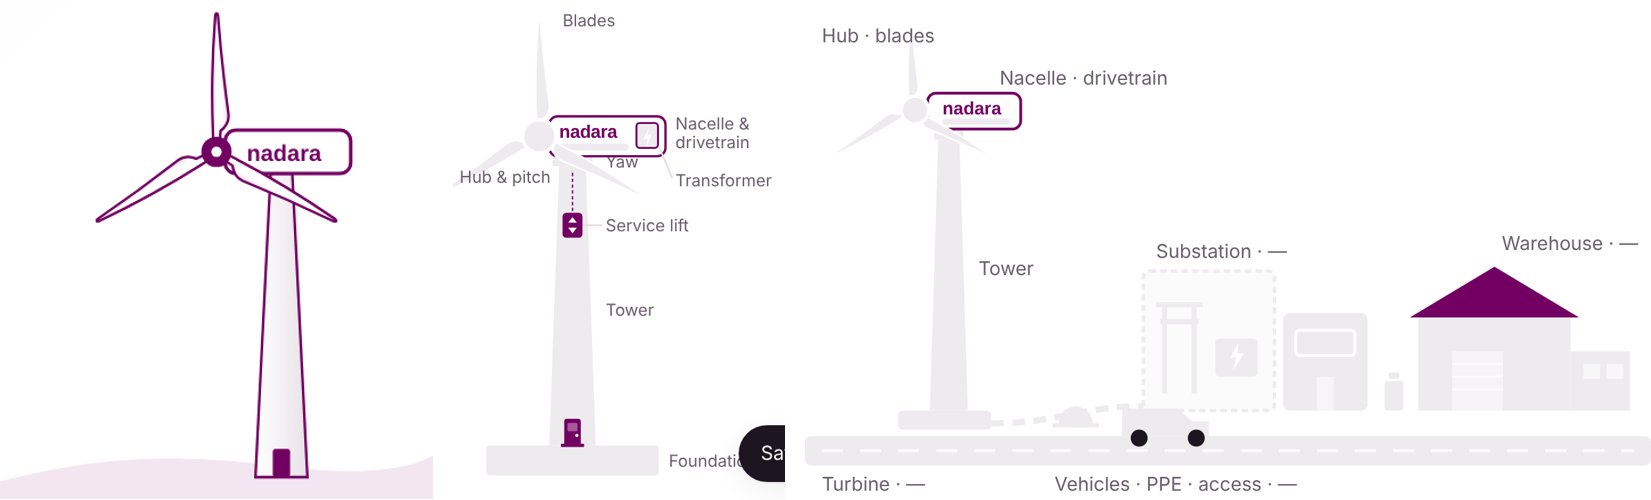 nadara
Blades
nadara
Nacelle &
drivetrain
Yaw
Hub & pitch
Transformer
Service lift
Tower
Hub · blades
Nacelle · drivetrain
nadara
Tower
Substation · —
Warehouse · —
Turbine · —
Vehicles · PPE · access · —